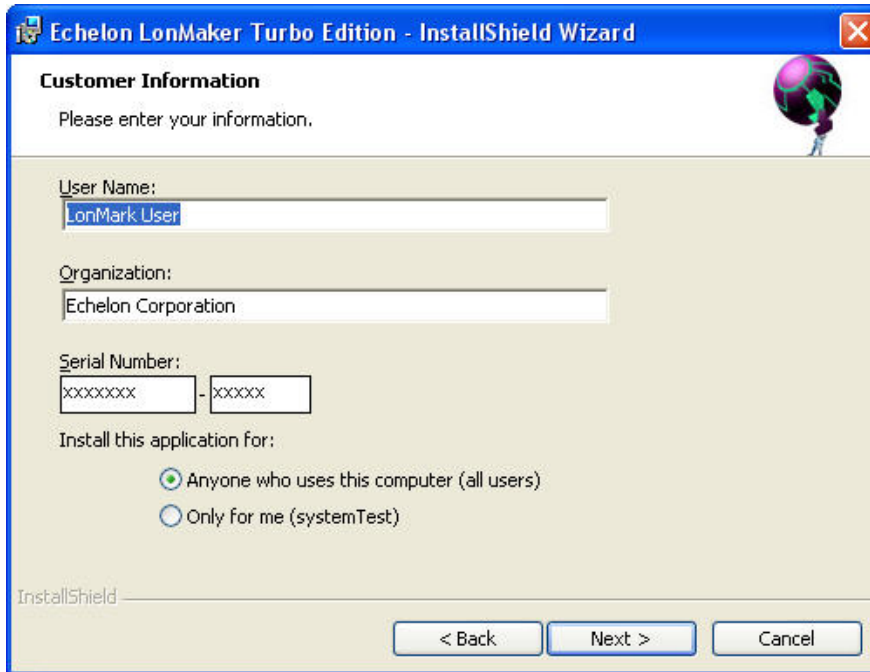 Echelon LonMaker Turbo Edition - InstallShield Wizard
Customer Information
Please enter your information.
User Name:
LonMark User
Organization:
Echelon Corporation
Serial Number:
xxxxxxx - xxxxx
Install this application for:
Anyone who uses this computer (all users)
Only for me (systemTest)
InstallShield
< Back Next > Cancel